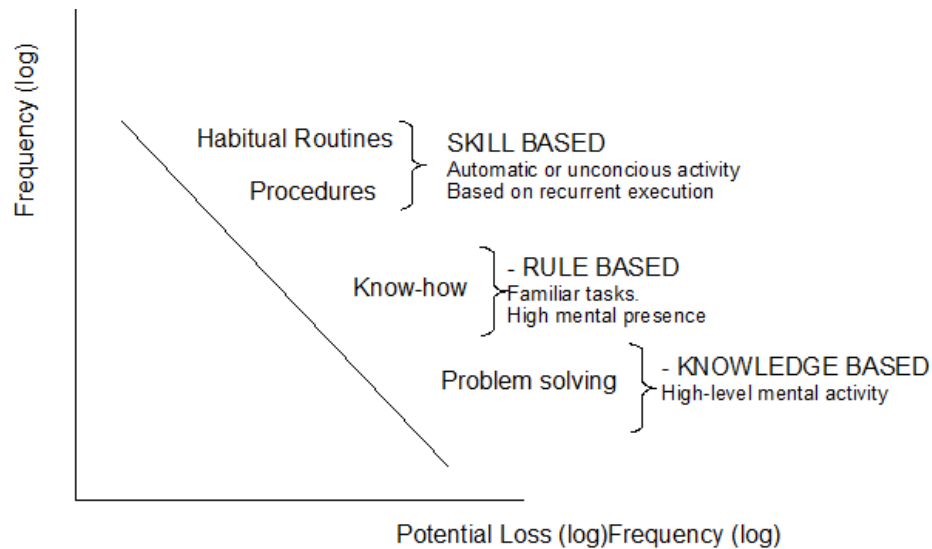 Frequency (log)
Habitual Routines
Procedures
SKILL BASED
Automatic or unconcious activity
Based on recurrent execution
Know-how
- RULE BASED
Familiar tasks.
High mental presence
Problem solving
- KNOWLEDGE BASED
High-level mental activity
Potential Loss (log)Frequency (log)